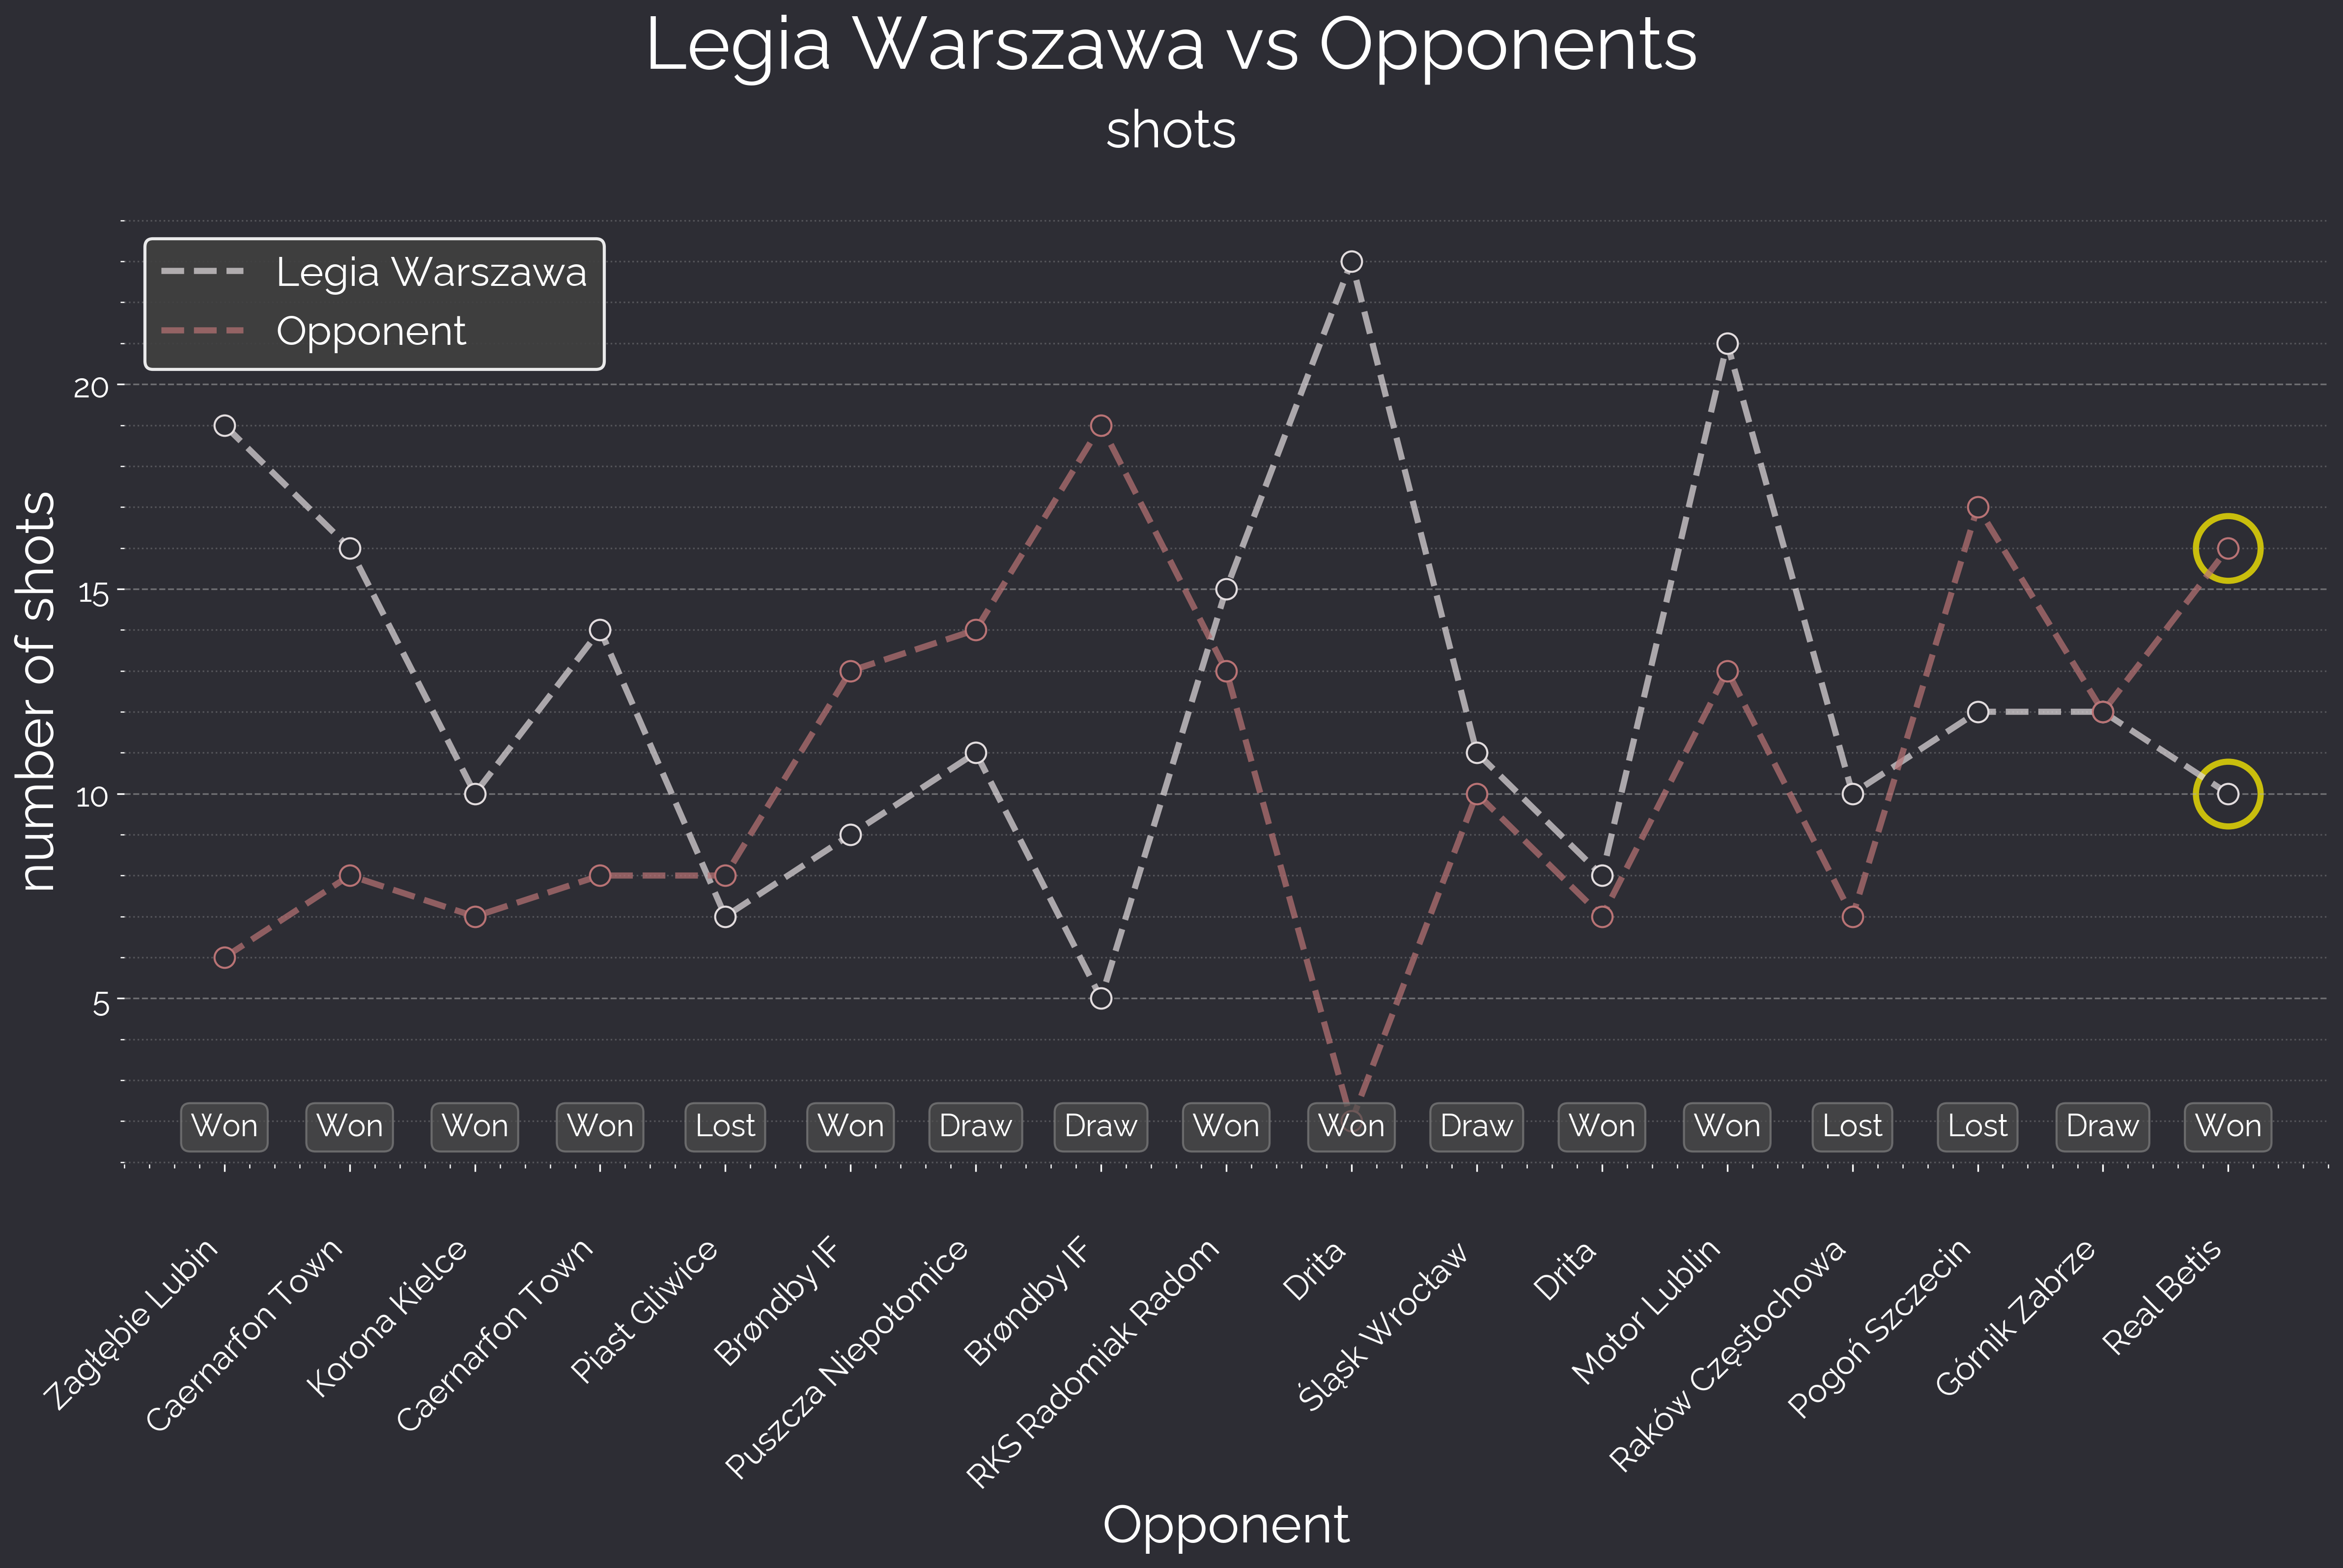 Legia Warszawa vs Opponents
shots
Legia Warszawa
Opponent
number of shots
20
15
10
5
Won Won Won Won Lost Won Draw Draw Won Won Draw Won Won Lost Lost Draw Won
Zagłębie Lubin
Caernarfon Town
Korona Kielce
Caernarfon Town
Piast Gliwice
Brøndby IF
Puszcza Niepołomice
Brøndby IF
RKS Radomiak Radom
Drita
Śląsk Wrocław
Drita
Motor Lublin
Raków Częstochowa
Pogoń Szczecin
Górnik Zabrze
Real Betis
Opponent